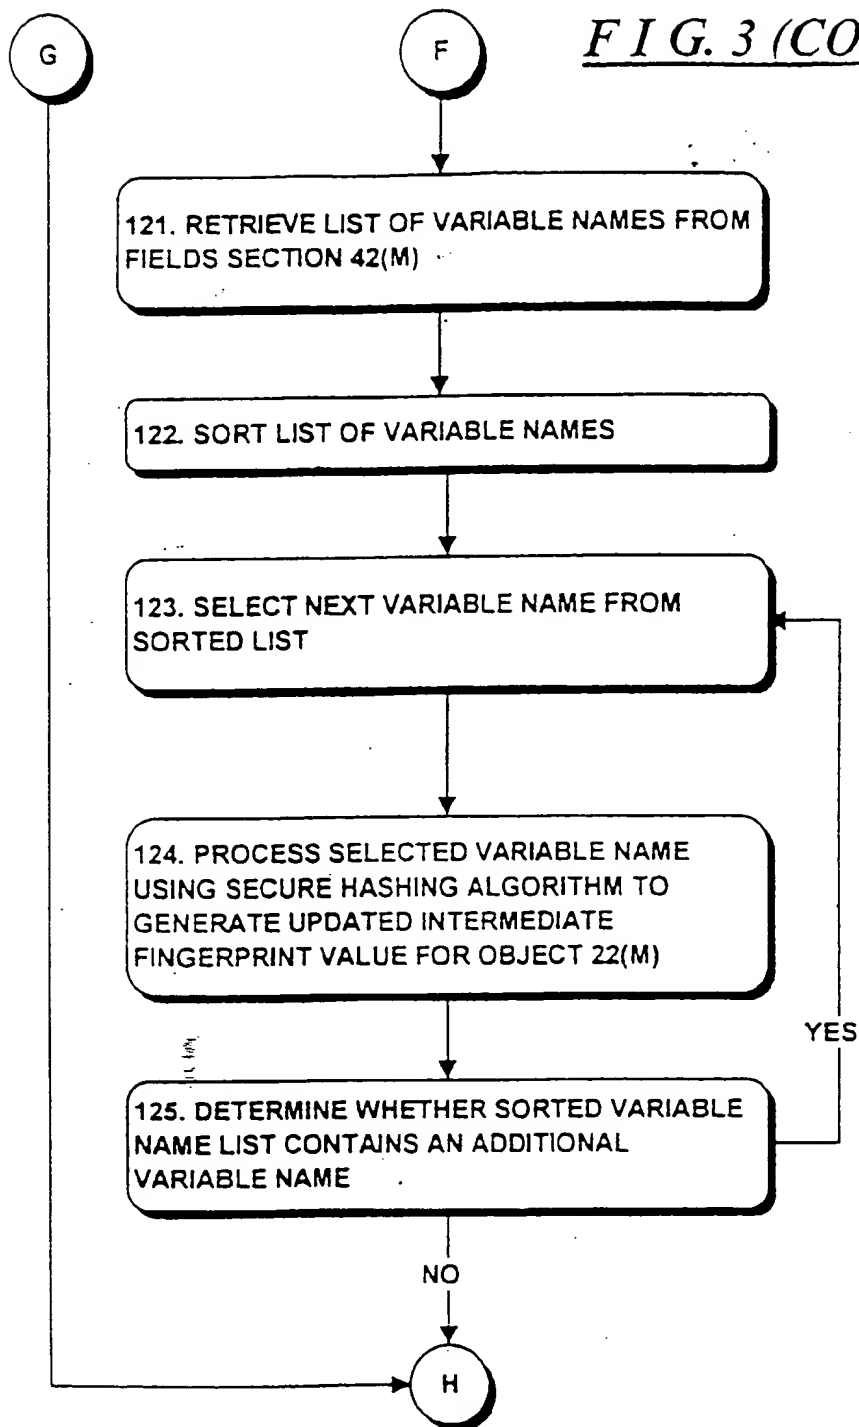 G
F
F I G. 3 (CO
121. RETRIEVE LIST OF VARIABLE NAMES FROM
FIELDS SECTION 42(M)
122. SORT LIST OF VARIABLE NAMES
123. SELECT NEXT VARIABLE NAME FROM
SORTED LIST
124. PROCESS SELECTED VARIABLE NAME
USING SECURE HASHING ALGORITHM TO
GENERATE UPDATED INTERMEDIATE
FINGERPRINT VALUE FOR OBJECT 22(M)
YES
125. DETERMINE WHETHER SORTED VARIABLE
NAME LIST CONTAINS AN ADDITIONAL
VARIABLE NAME
NO
H